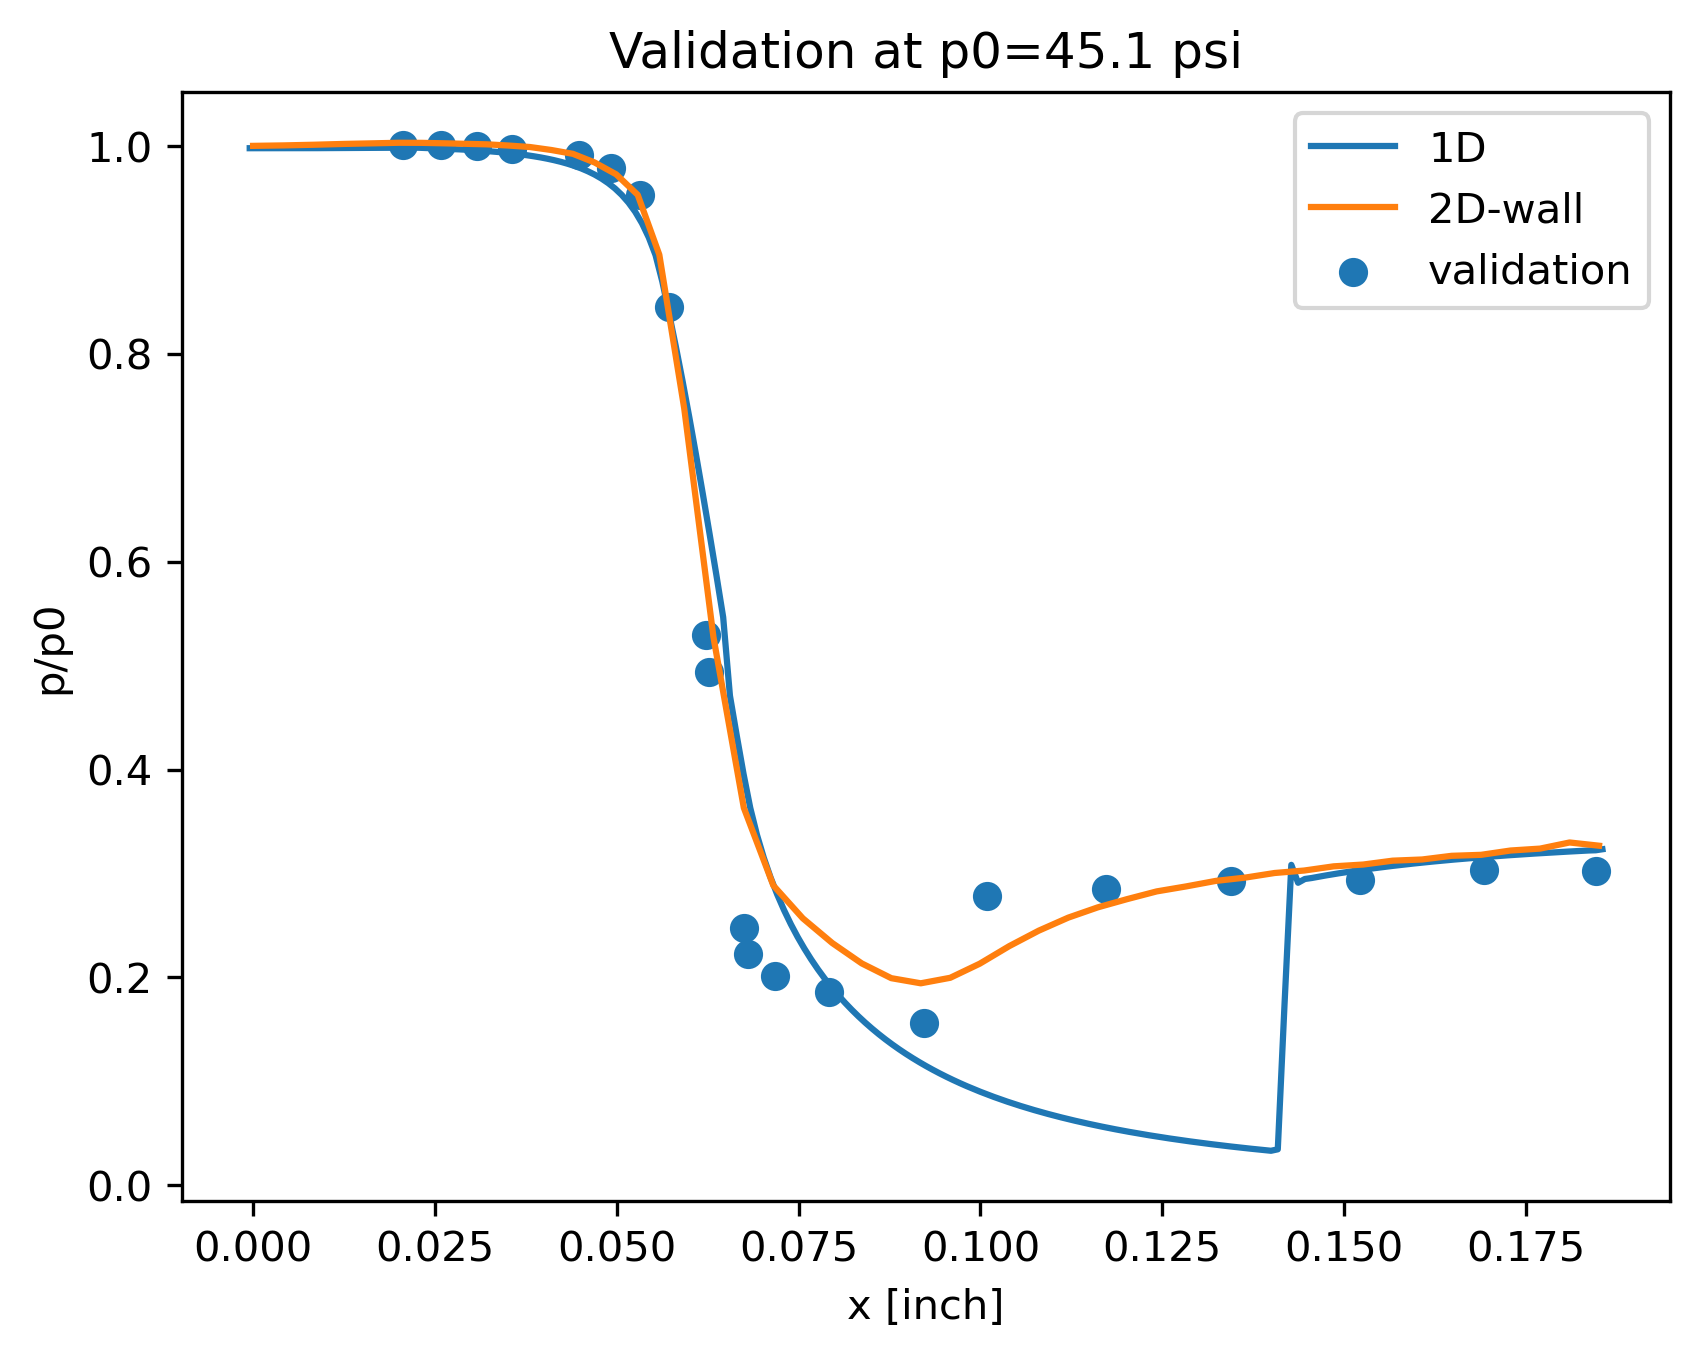 Validation at p0=45.1 psi
1D
2D-wall
validation
1.0
0.8
0.6
0.4
0.2
0.0
p/p0
0.000 0.025 0.050 0.075 0.100 0.125 0.150 0.175
x [inch]